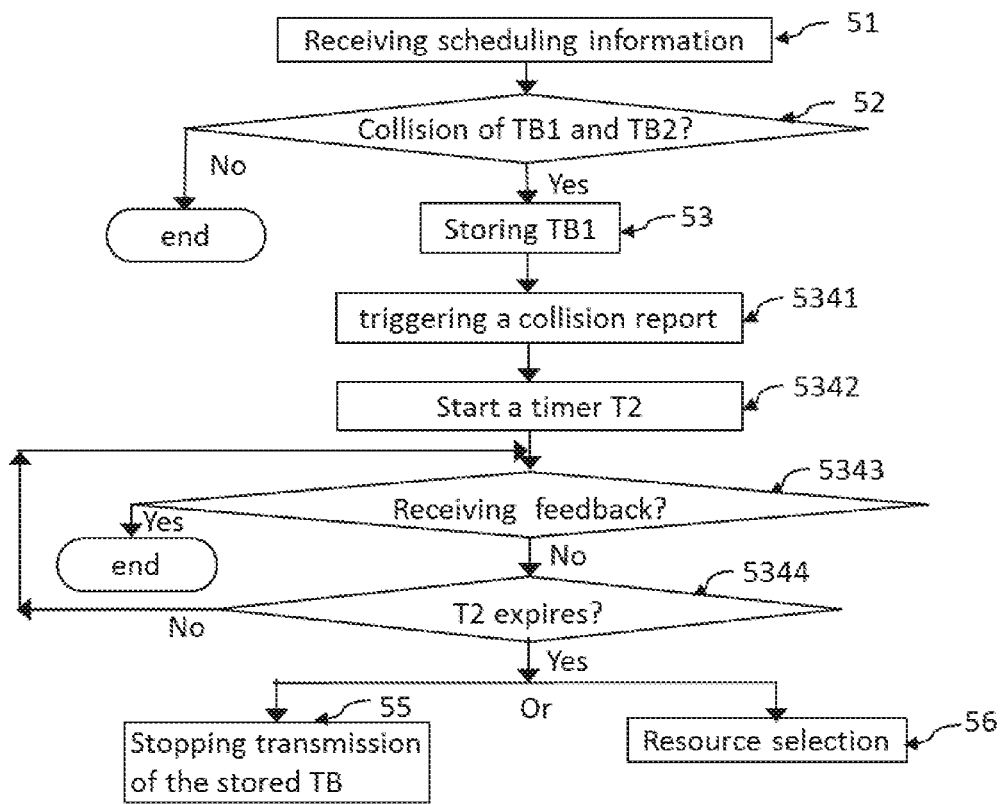 Receiving scheduling information
51
52
Collision of TB1 and TB2?
No
Yes
end
Storing TB1
53
triggering a collision report
5341
Start a timer T2
5342
5343
Receiving feedback?
Yes
end
No
5344
T2 expires?
No
Yes
Or
55
Stopping transmission
of the stored TB
Resource selection
56